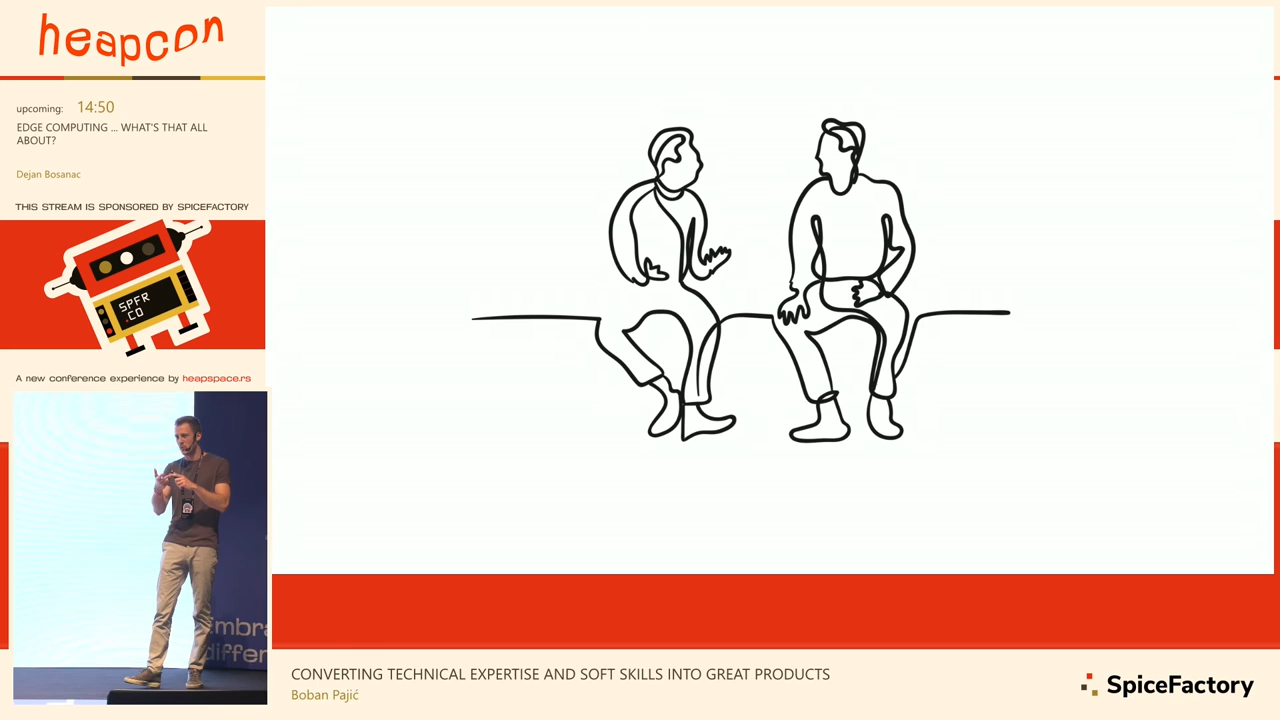 heapcon
upcoming: 14:50
EDGE COMPUTING ... WHAT'S THAT ALL
ABOUT?
Dejan Bosanac
THIS STREAM IS SPONSORED BY SPICEFACTORY
SPFR
.CO
A new conference experience by heapspace.rs
Embra
differen
CONVERTING TECHNICAL EXPERTISE AND SOFT SKILLS INTO GREAT PRODUCTS
Boban Pajić
SpiceFactory